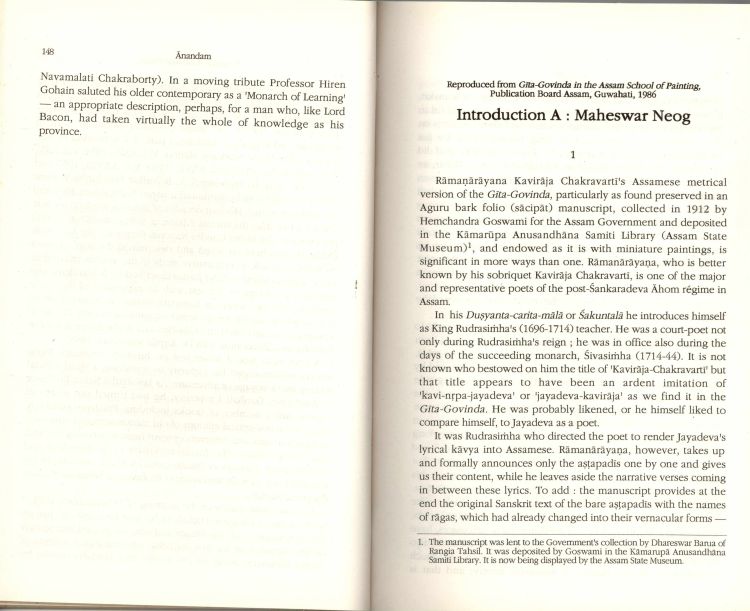 148
Ānandam
Navamalati Chakraborty). In a moving tribute Professor Hiren
Gohain saluted his older contemporary as a 'Monarch of Learning'
— an appropriate description, perhaps, for a man who, like Lord
Bacon, had taken virtually the whole of knowledge as his
province.
Reproduced from Gīta-Govinda in the Assam School of Painting,
Publication Board Assam, Guwahati, 1986
Introduction A : Maheswar Neog
1
Rāmaṇārāyana Kavirāja Chakravarti's Assamese metrical
version of the Gīta-Govinda, particularly as found preserved in an
Aguru bark folio (sācipāt) manuscript, collected in 1912 by
Hemchandra Goswami for the Assam Government and deposited
in the Kāmarūpa Anusandhāna Samiti Library (Assam State
Museum)1, and endowed as it is with miniature paintings, is
significant in more ways than one. Rāmanārāyaṇa, who is better
known by his sobriquet Kavirāja Chakravarti, is one of the major
and representative poets of the post-Śankaradeva Āhom régime in
Assam.
In his Duṣyanta-carita-mālā or Śakuntalā he introduces himself
as King Rudrasiṁha's (1696-1714) teacher. He was a court-poet not
only during Rudrasiṁha's reign ; he was in office also during the
days of the succeeding monarch, Śivasiṁha (1714-44). It is not
known who bestowed on him the title of 'Kavirāja-Chakravarti' but
that title appears to have been an ardent imitation of
'kavi-nṛpa-jayadeva' or 'jayadeva-kavirāja' as we find it in the
Gīta-Govinda. He was probably likened, or he himself liked to
compare himself, to Jayadeva as a poet.
It was Rudrasiṁha who directed the poet to render Jayadeva's
lyrical kāvya into Assamese. Rāmanārāyaṇa, however, takes up
and formally announces only the aṣṭapadis one by one and gives
us their content, while he leaves aside the narrative verses coming
in between these lyrics. To add : the manuscript provides at the
end the original Sanskrit text of the bare aṣṭapadis with the names
of rāgas, which had already changed into their vernacular forms —
1. The manuscript was lent to the Government's collection by Dhareswar Barua of
Rangia Tahsil. It was deposited by Goswami in the Kāmarupā Anusandhāna
Samiti Library. It is now being displayed by the Assam State Museum.